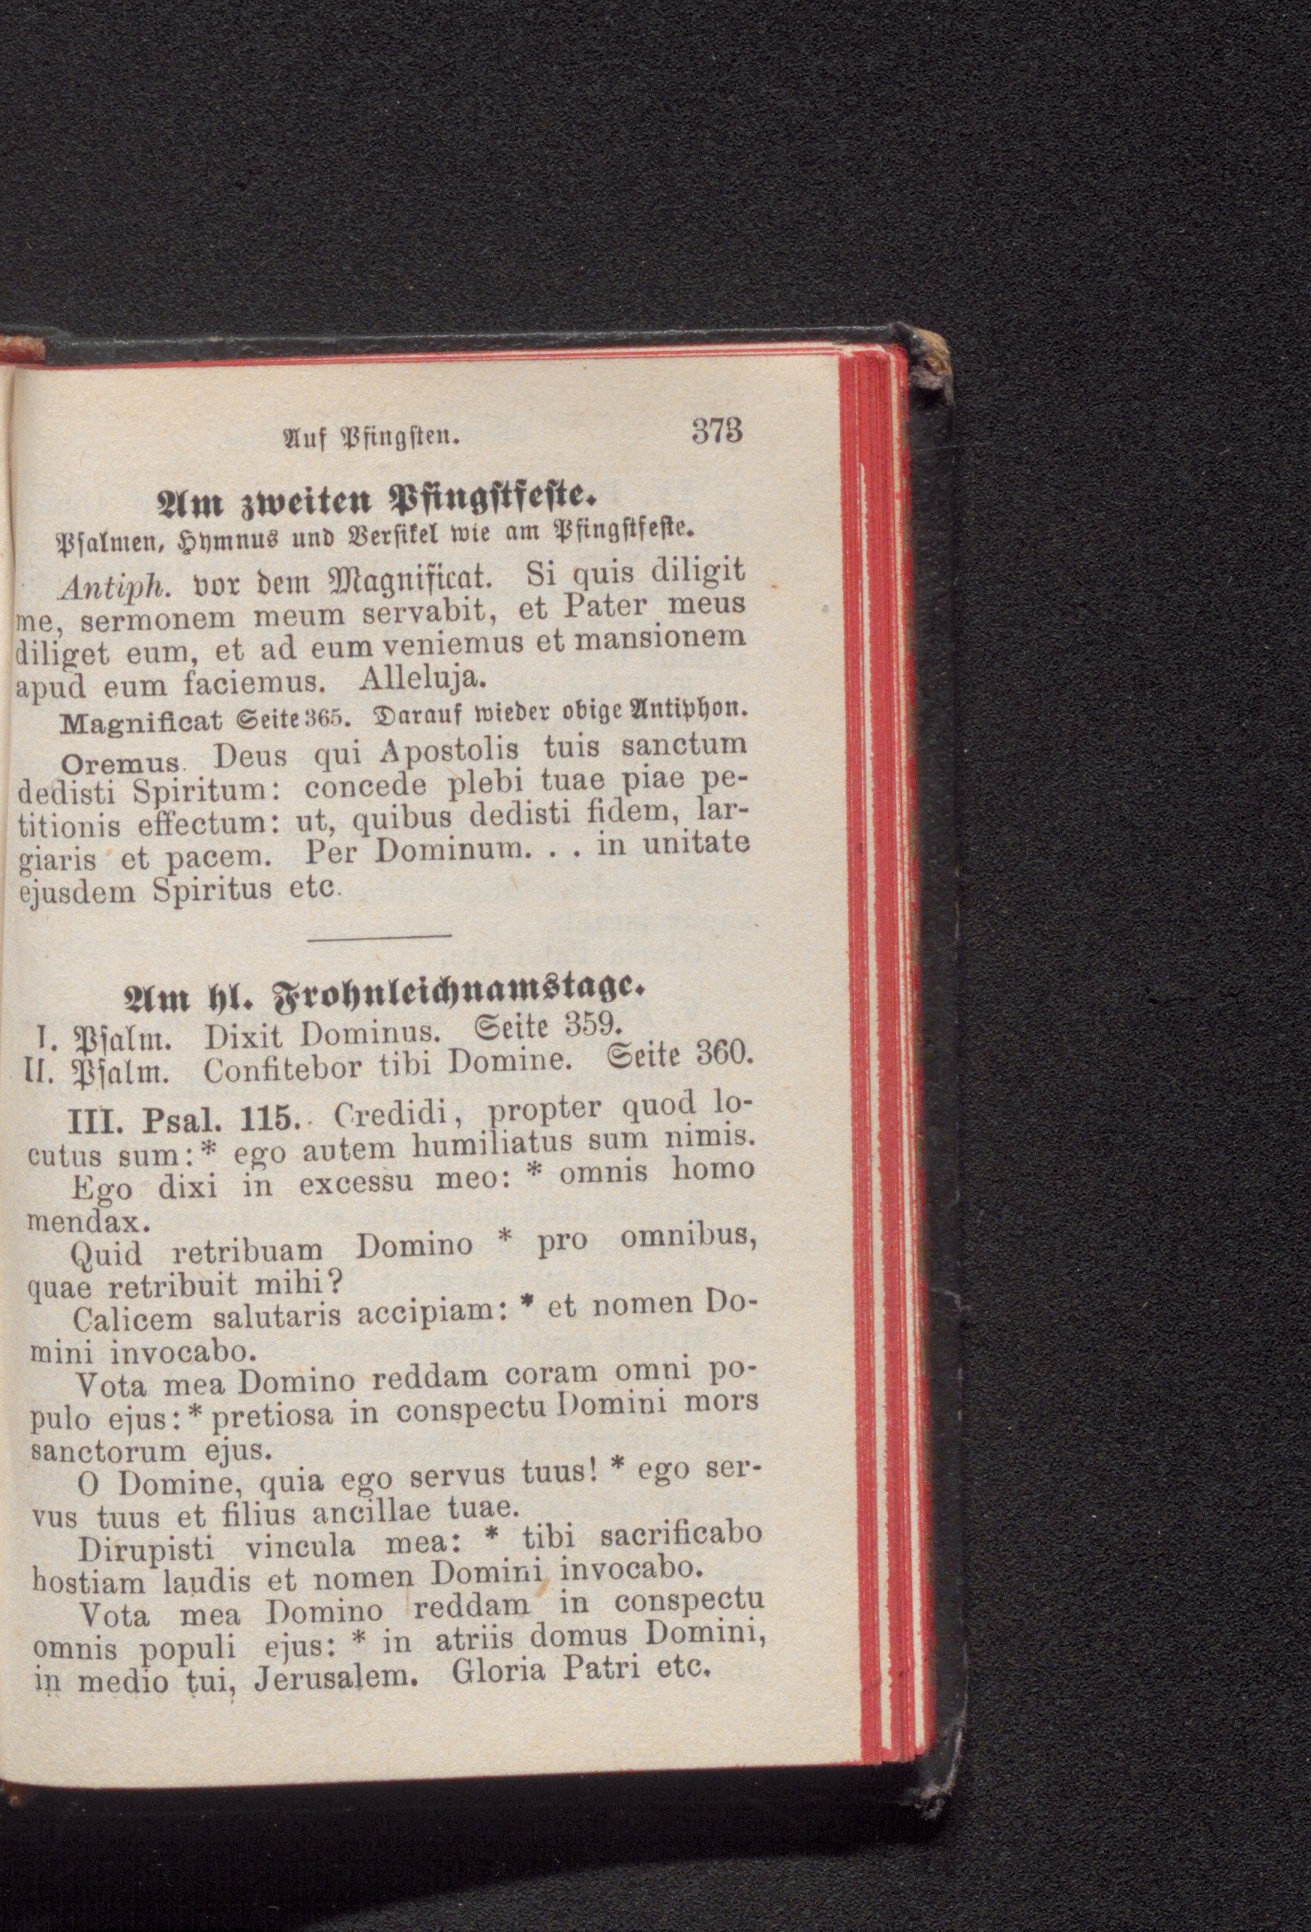 Auf Pfingsten. 373
Am zweiten Pfingstfeste.
Psalmen, Hymnus und Versikel wie am Pfingstfeste.
Antiph. vor dem Magnificat. Si quis diligit
me, sermonem meum servabit, et Pater meus
diliget eum, et ad eum veniemus et mansionem
apud eum faciemus. Alleluja.
Magnificat Seite 365. Darauf wieder obige Antiphon.
Oremus. Deus qui Apostolis tuis sanctum
dedisti Spiritum: concede plebi tuae piae pe-
titionis effectum: ut, quibus dedisti fidem, lar-
giaris et pacem. Per Dominum. . . in unitate
ejusdem Spiritus etc.
Am hl. Frohnleichnamstage.
I. Psalm. Dixit Dominus. Seite 359.
II. Psalm. Confitebor tibi Domine. Seite 360.
III. Psal. 115. Credidi, propter quod lo-
cutus sum: * ego autem humiliatus sum nimis.
Ego dixi in excessu meo: * omnis homo
mendax.
Quid retribuam Domino * pro omnibus,
quae retribuit mihi?
Calicem salutaris accipiam: * et nomen Do-
mini invocabo.
Vota mea Domino reddam coram omni po-
pulo ejus: * pretiosa in conspectu Domini mors
sanctorum ejus.
O Domine, quia ego servus tuus! * ego ser-
vus tuus et filius ancillae tuae.
Dirupisti vincula mea: * tibi sacrificabo
hostiam laudis et nomen Domini invocabo.
Vota mea Domino reddam in conspectu
omnis populi ejus: * in atriis domus Domini,
in medio tui, Jerusalem. Gloria Patri etc.